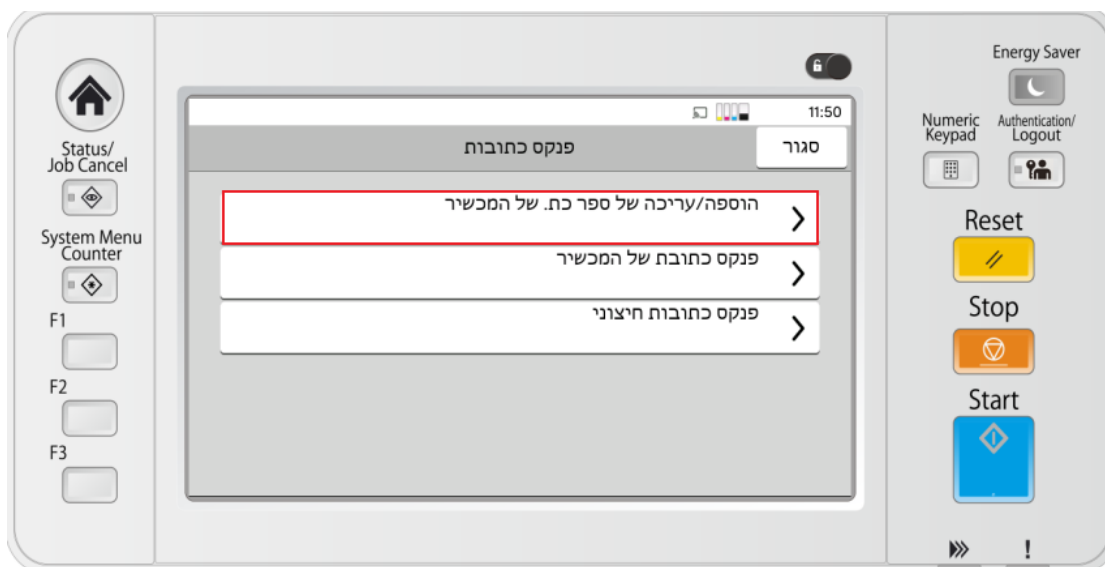 Energy Saver
Status/
Job Cancel
System Menu
Counter
F1
F2
F3
11:50
פנקס כתובות
סגור
הוספה/עריכה של ספר כת. של המכשיר
פנקס כתובת של המכשיר
פנקס כתובות חיצוני
Numeric
Keypad
Authentication/
Logout
Reset
Stop
Start
!